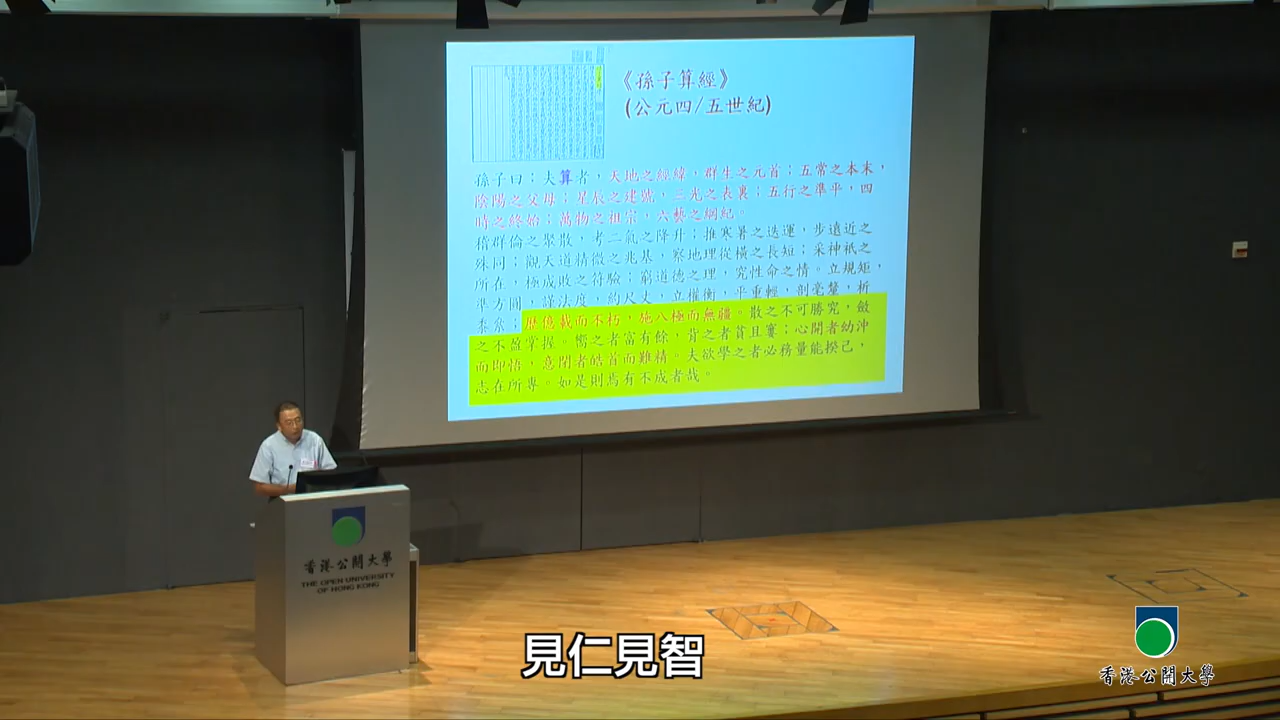 《孫子算經》
(公元四/五世紀)
孫子曰：夫算者，天地之經緯，群生之元首；五常之本末，
陰陽之父母；星辰之建號，三光之表裏；五行之準平，四
時之終始；萬物之祖宗，六藝之綱紀。
稽群倫之聚散，考二氣之降升；推寒暑之迭運，步遠近之
殊同；觀天道精微之兆基，察地理從橫之長短；采神祇之
所在，極成敗之符驗；窮道德之理，究性命之情。立規矩，
準方圓，謹法度，約尺丈，立權衡，平重輕，剖毫釐，析
黍絫；歷億載而不朽，施八極而無疆。散之不可勝究，斂
之不盈掌握。嚮之者富有餘，背之者貧且窶；心開者幼沖
而即悟，意閉者皓首而難精。夫欲學之者必務量能揆己，
志在所專。如是則焉有不成者哉。
香港公開大學
THE OPEN UNIVERSITY
OF HONG KONG
見仁見智
香港公開大學